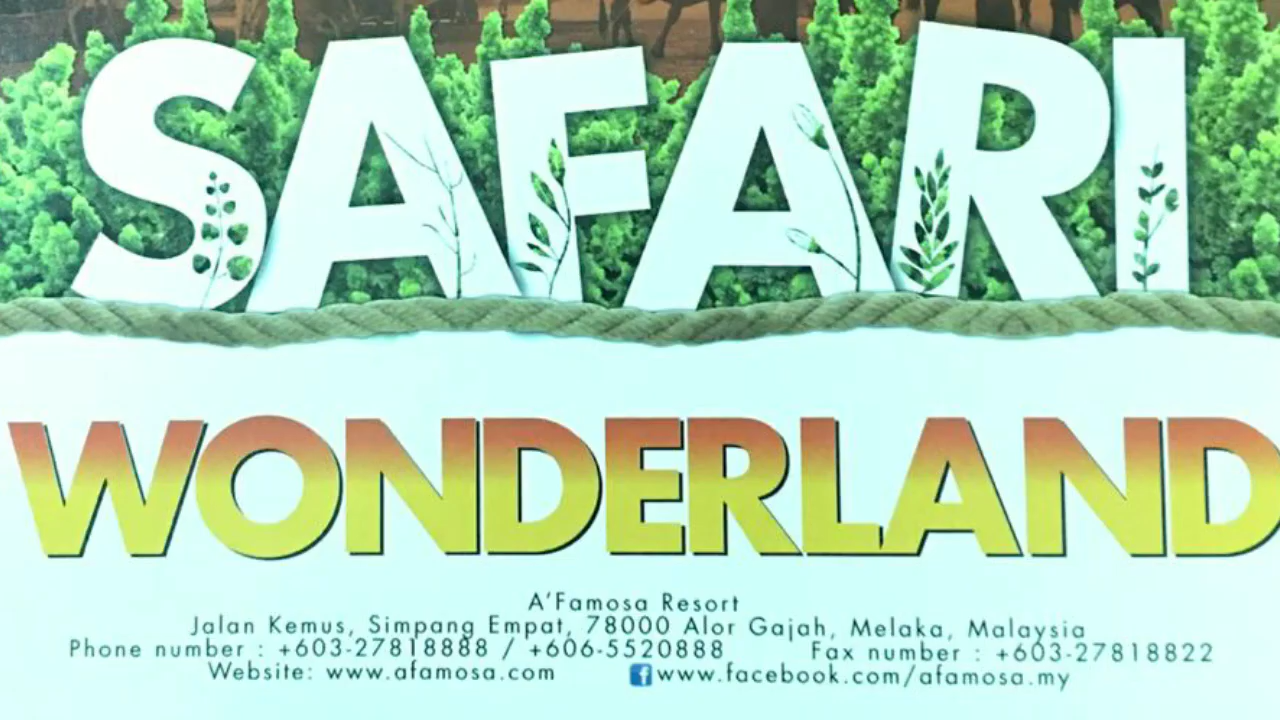 SAFARI
WONDERLAND
A'Famosa Resort
Jalan Kemus, Simpang Empat, 78000 Alor Gajah, Melaka, Malaysia
Phone number : +603-27818888 / +606-5520888 Fax number : +603-27818822
Website: www.afamosa.com f www.facebook.com/afamosa.my